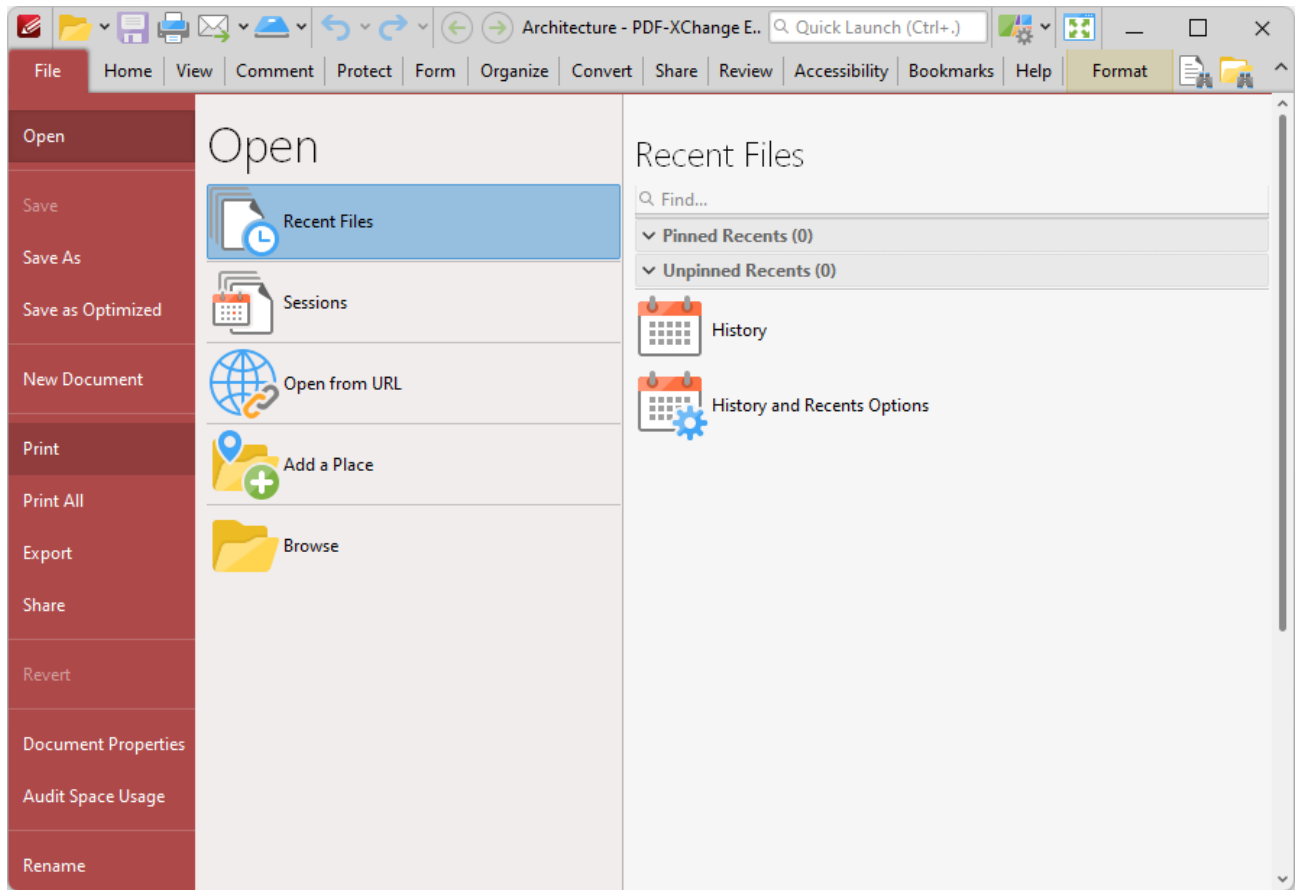 Architecture - PDF-XChange E.. Quick Launch (Ctrl+.)
File Home View Comment Protect Form Organize Convert Share Review Accessibility Bookmarks Help Format
Open
Save
Save As
Save as Optimized
New Document
Print
Print All
Export
Share
Revert
Document Properties
Audit Space Usage
Rename
Open
Recent Files
Sessions
Open from URL
Add a Place
Browse
Recent Files
Find...
Pinned Recents (0)
Unpinned Recents (0)
History
History and Recents Options